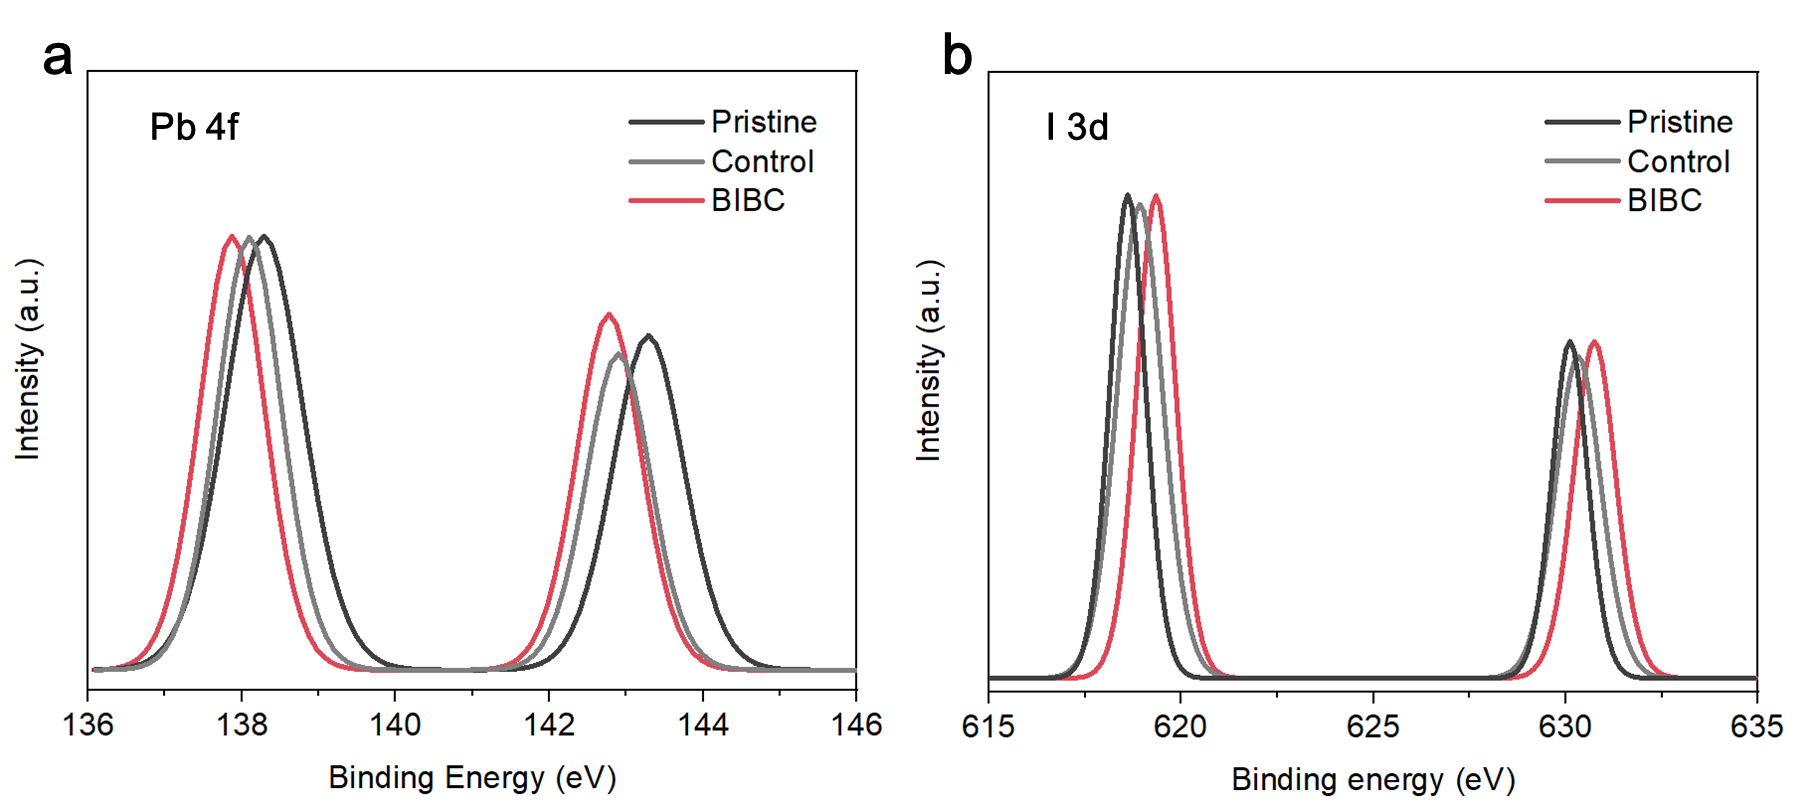 a
Pb 4f
Pristine
Control
BIBC
Intensity (a.u.)
136 138 140 142 144 146
Binding Energy (eV)
b
I 3d
Pristine
Control
BIBC
Intensity (a.u.)
615 620 625 630 635
Binding energy (eV)